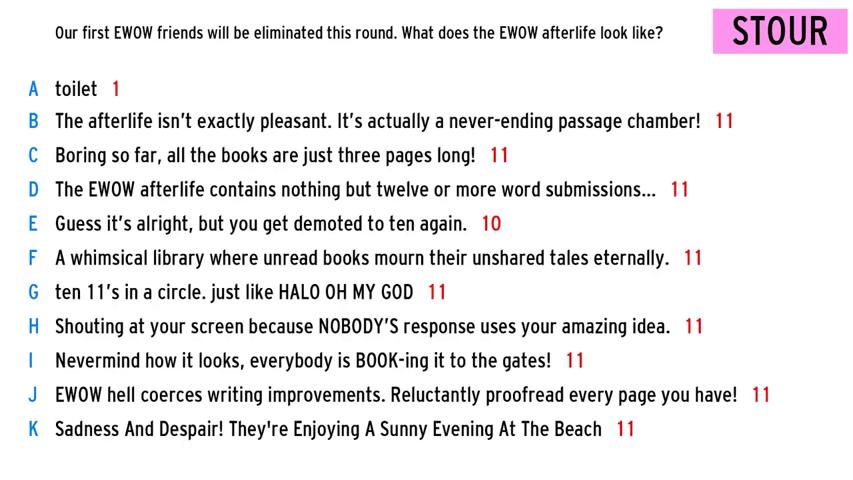 Our first EWOW friends will be eliminated this round. What does the EWOW afterlife look like?
STOUR
A toilet 1
B The afterlife isn't exactly pleasant. It's actually a never-ending passage chamber! 11
C Boring so far, all the books are just three pages long! 11
D The EWOW afterlife contains nothing but twelve or more word submissions... 11
E Guess it's alright, but you get demoted to ten again. 10
F A whimsical library where unread books mourn their unshared tales eternally. 11
G ten 11's in a circle. just like HALO OH MY GOD 11
H Shouting at your screen because NOBODY'S response uses your amazing idea. 11
I Nevermind how it looks, everybody is BOOK-ing it to the gates! 11
J EWOW hell coerces writing improvements. Reluctantly proofread every page you have! 11
K Sadness And Despair! They're Enjoying A Sunny Evening At The Beach 11